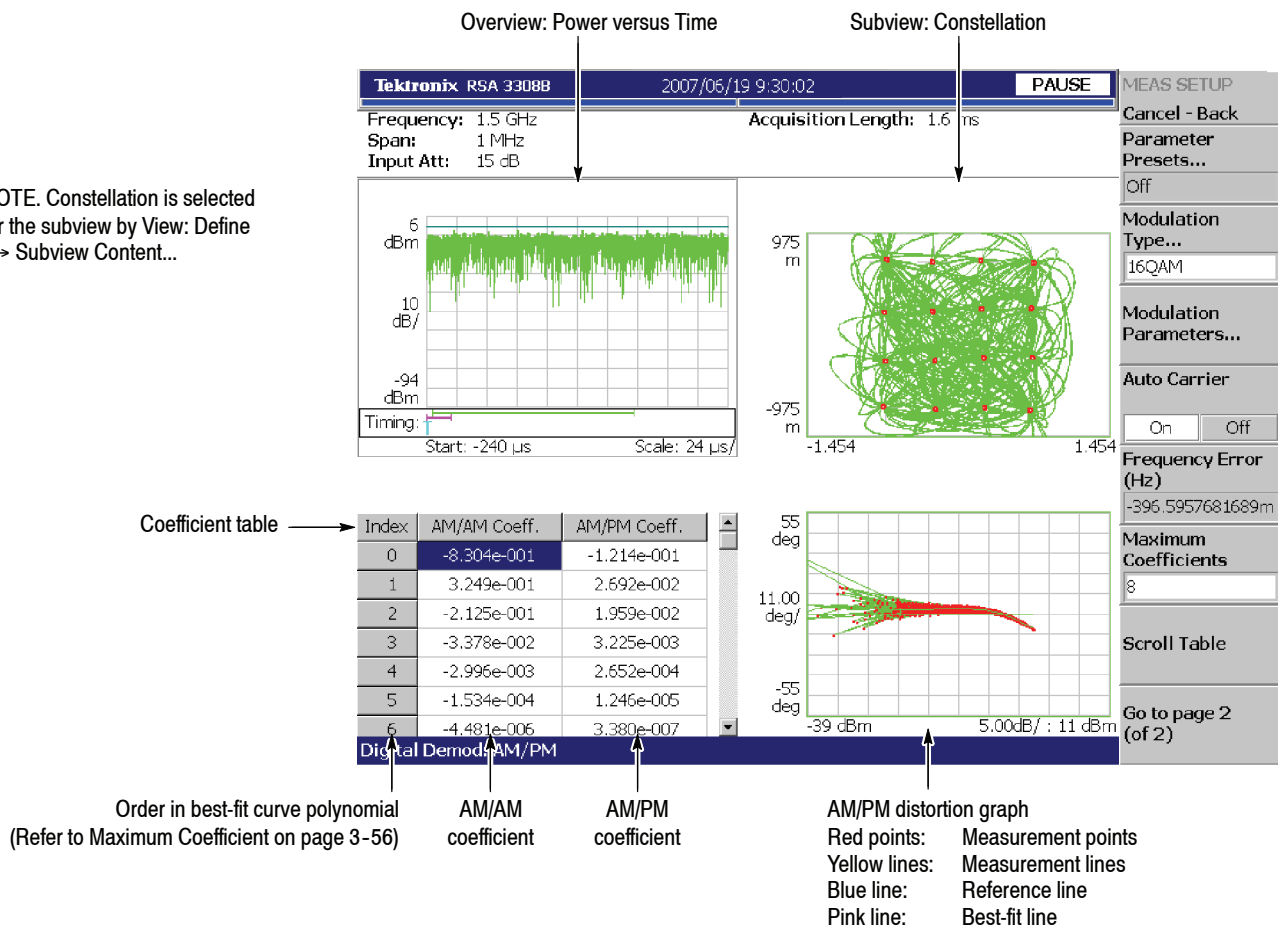 Overview: Power versus Time
Subview: Constellation
Tektronix RSA 3308B 2007/06/19 9:30:02 PAUSE
Frequency: 1.5 GHz
Acquisition Length: 1.6 ms
Span: 1 MHz
Input Att: 15 dB
MEAS SETUP
Cancel - Back
Parameter
Presets...
Off
Modulation
Type...
16QAM
Modulation
Parameters...
Auto Carrier
On Off
Frequency Error
(Hz)
-396.5957681689m
Maximum
Coefficients
8
Scroll Table
Go to page 2
(of 2)
OTE. Constellation is selected
r the subview by View: Define
Subview Content...
6
dBm
10
dB/
-94
dBm
Timing:
Start: -240 µs Scale: 24 µs/
975
m
-975
m
-1.454 1.454
Coefficient table
Index AM/AM Coeff. AM/PM Coeff.
0 -8.304e-001 -1.214e-001
1 3.249e-001 2.692e-002
2 -2.125e-001 1.959e-002
3 -3.378e-002 3.225e-003
4 -2.996e-003 2.652e-004
5 -1.534e-004 1.246e-005
6 -4.481e-006 3.380e-007
55
deg
11.00
deg/
-55
deg
-39 dBm 5.00dB/ : 11 dBm
Digital Demod: AM/PM
Order in best-fit curve polynomial
(Refer to Maximum Coefficient on page 3-56)
AM/AM
coefficient
AM/PM
coefficient
AM/PM distortion graph
Red points: Measurement points
Yellow lines: Measurement lines
Blue line: Reference line
Pink line: Best-fit line